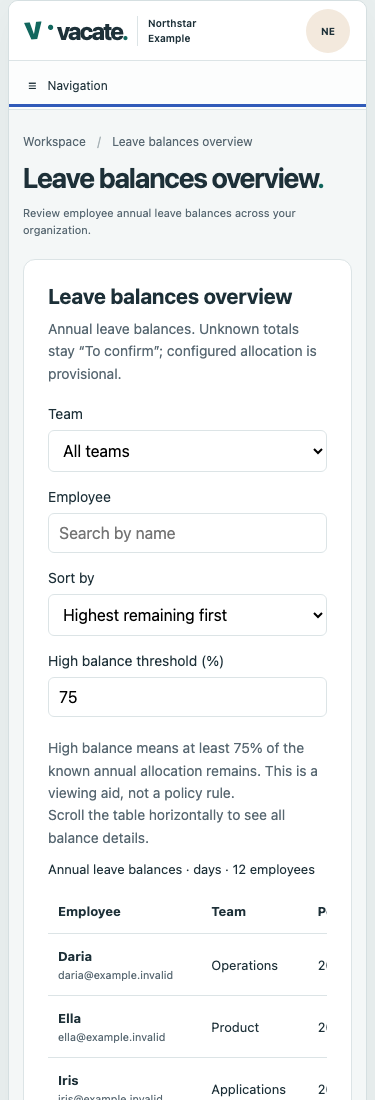 vacate.
Northstar
Example
NE
≡ Navigation
Workspace / Leave balances overview
Leave balances overview.
Review employee annual leave balances across your
organization.
Leave balances overview
Annual leave balances. Unknown totals
stay “To confirm”; configured allocation is
provisional.
Team
All teams
Employee
Search by name
Sort by
Highest remaining first
High balance threshold (%)
75
High balance means at least 75% of the
known annual allocation remains. This is a
viewing aid, not a policy rule.
Scroll the table horizontally to see all
balance details.
Annual leave balances · days · 12 employees
Employee Team
Daria
daria@example.invalid
Operations
Ella
ella@example.invalid
Product
Iris
iris@example.invalid
Applications